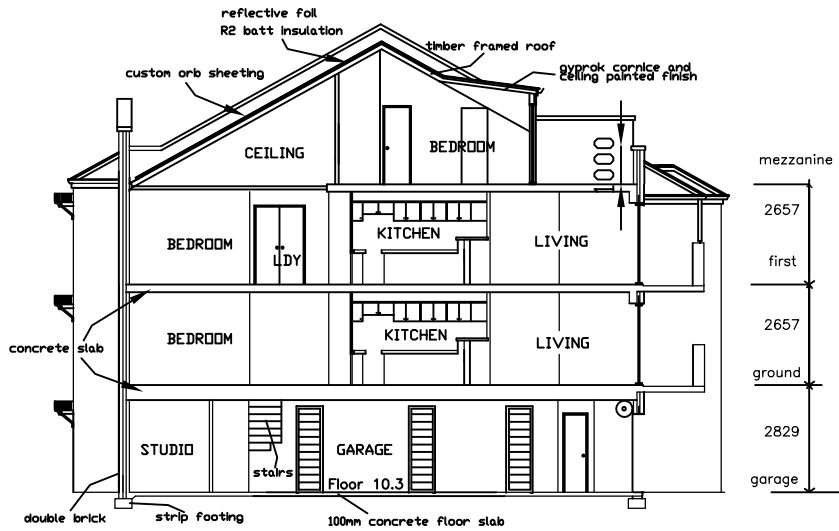 reflective foil
R2 batt insulation
timber framed roof
custom orb sheeting
gyprok cornice and
ceiling painted finish
CEILING
BEDROOM
mezzanine
2657
BEDROOM
LDY
KITCHEN
LIVING
first
2657
BEDROOM
KITCHEN
LIVING
concrete slab
ground
2829
STUDIO
stairs
GARAGE
Floor 10.3
garage
double brick
strip footing
100mm concrete floor slab